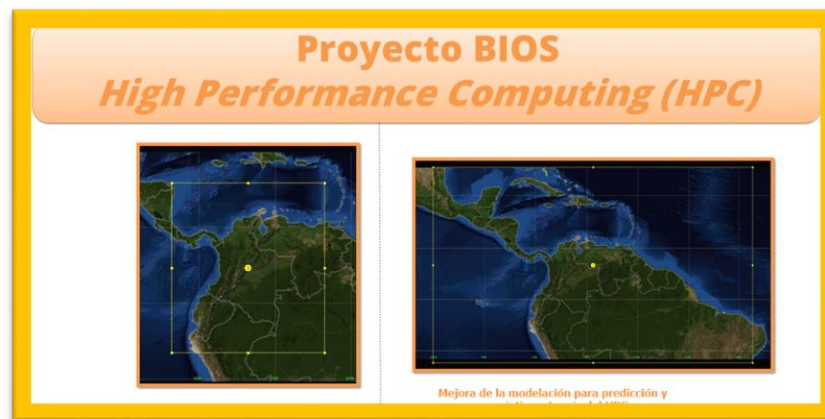 Proyecto BIOS
High Performance Computing (HPC)
Mejora de la modelación para predicción y